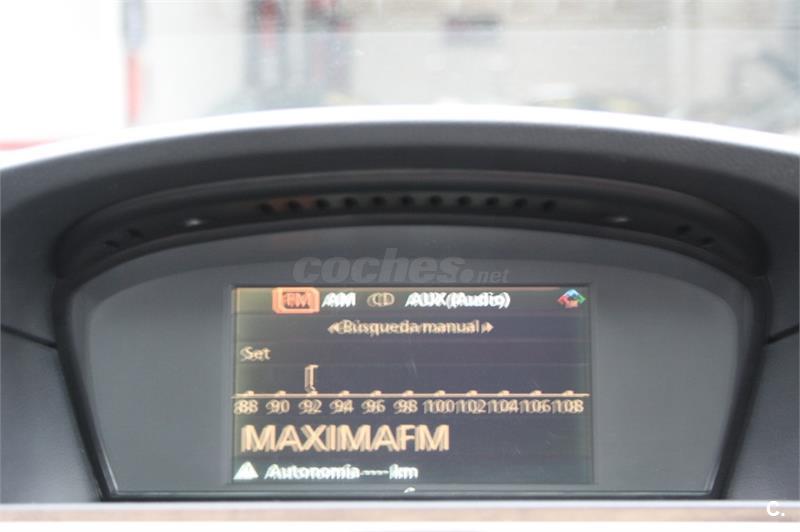 coches.net
FM AM CD AUX (Audio)
Búsqueda manual
Set
88 90 92 94 96 98 100 102 104 106 108
MAXIMAFM
Autonomía ---- km
C.